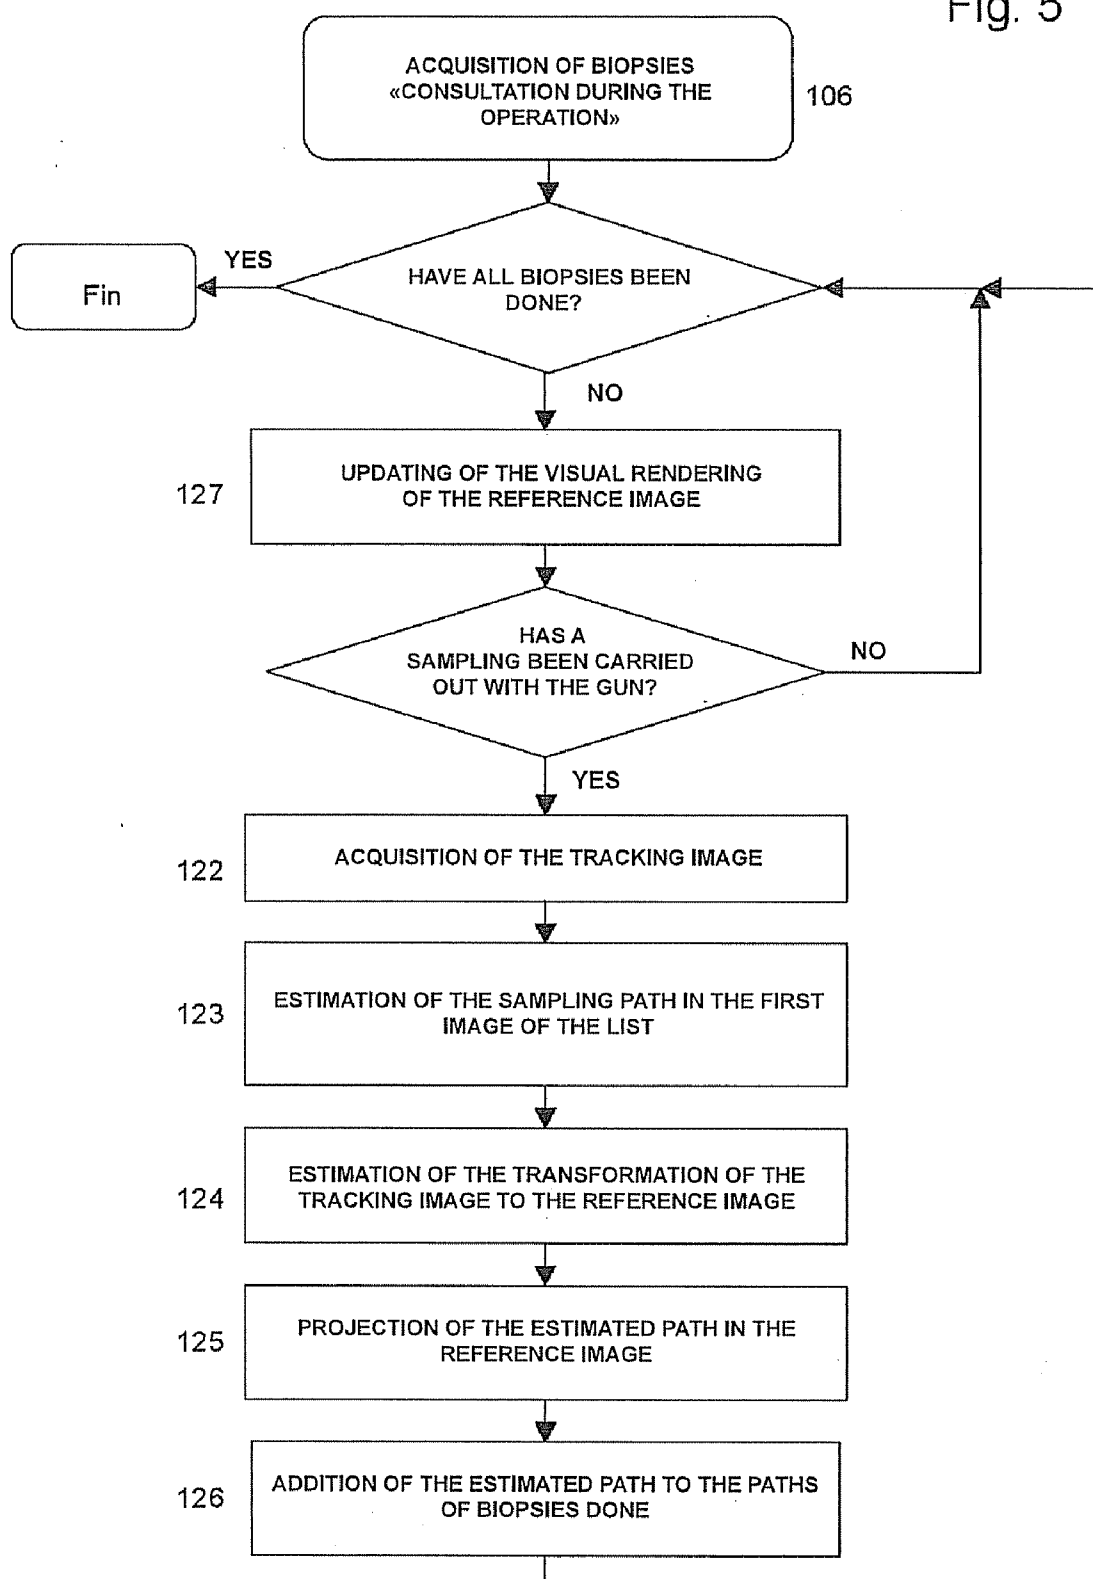 Fig. 5
ACQUISITION OF BIOPSIES
«CONSULTATION DURING THE
OPERATION»
106
YES
HAVE ALL BIOPSIES BEEN
DONE?
Fin
NO
127
UPDATING OF THE VISUAL RENDERING
OF THE REFERENCE IMAGE
HAS A
SAMPLING BEEN CARRIED
OUT WITH THE GUN?
NO
YES
122
ACQUISITION OF THE TRACKING IMAGE
123
ESTIMATION OF THE SAMPLING PATH IN THE FIRST
IMAGE OF THE LIST
124
ESTIMATION OF THE TRANSFORMATION OF THE
TRACKING IMAGE TO THE REFERENCE IMAGE
125
PROJECTION OF THE ESTIMATED PATH IN THE
REFERENCE IMAGE
126
ADDITION OF THE ESTIMATED PATH TO THE PATHS
OF BIOPSIES DONE